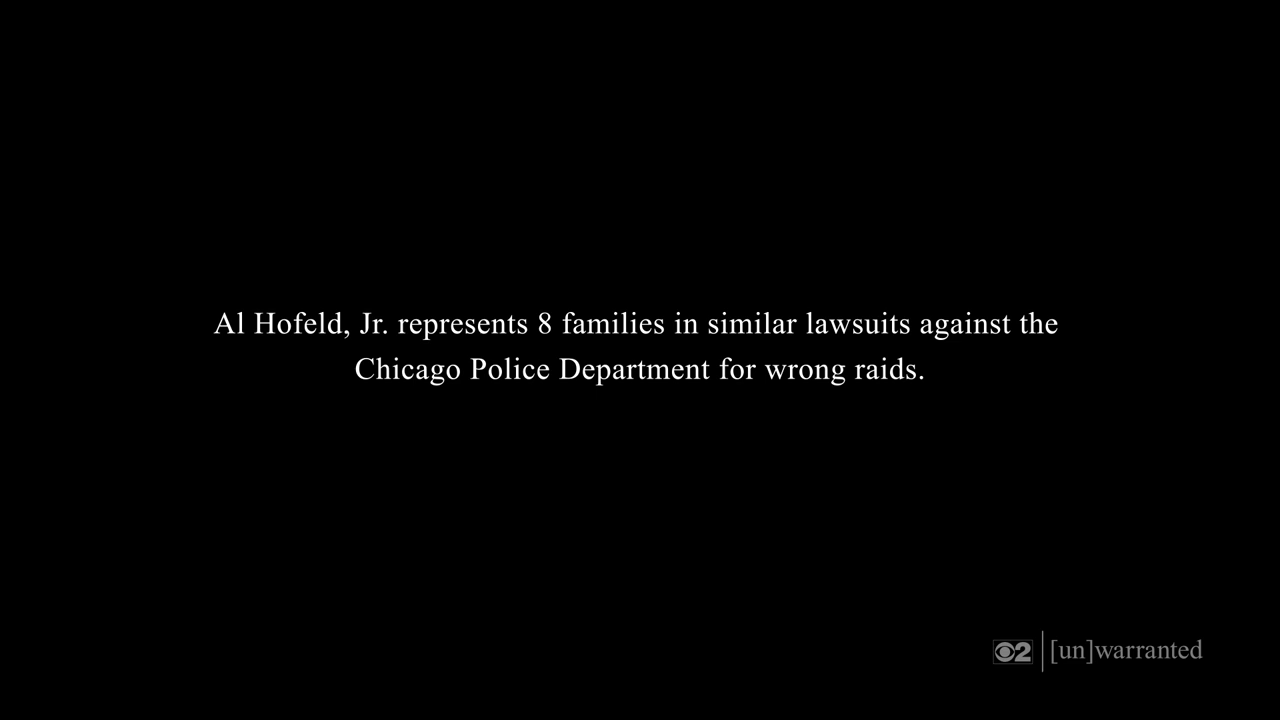 Al Hofeld, Jr. represents 8 families in similar lawsuits against the
Chicago Police Department for wrong raids.
2 [un]warranted